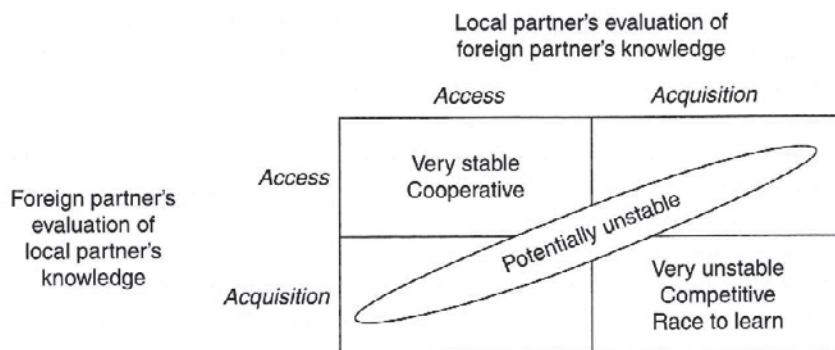 Local partner's evaluation of
foreign partner's knowledge
Access
Acquisition
Foreign partner's
evaluation of
local partner's
knowledge
Access
Very stable
Cooperative
Potentially unstable
Acquisition
Very unstable
Competitive
Race to learn